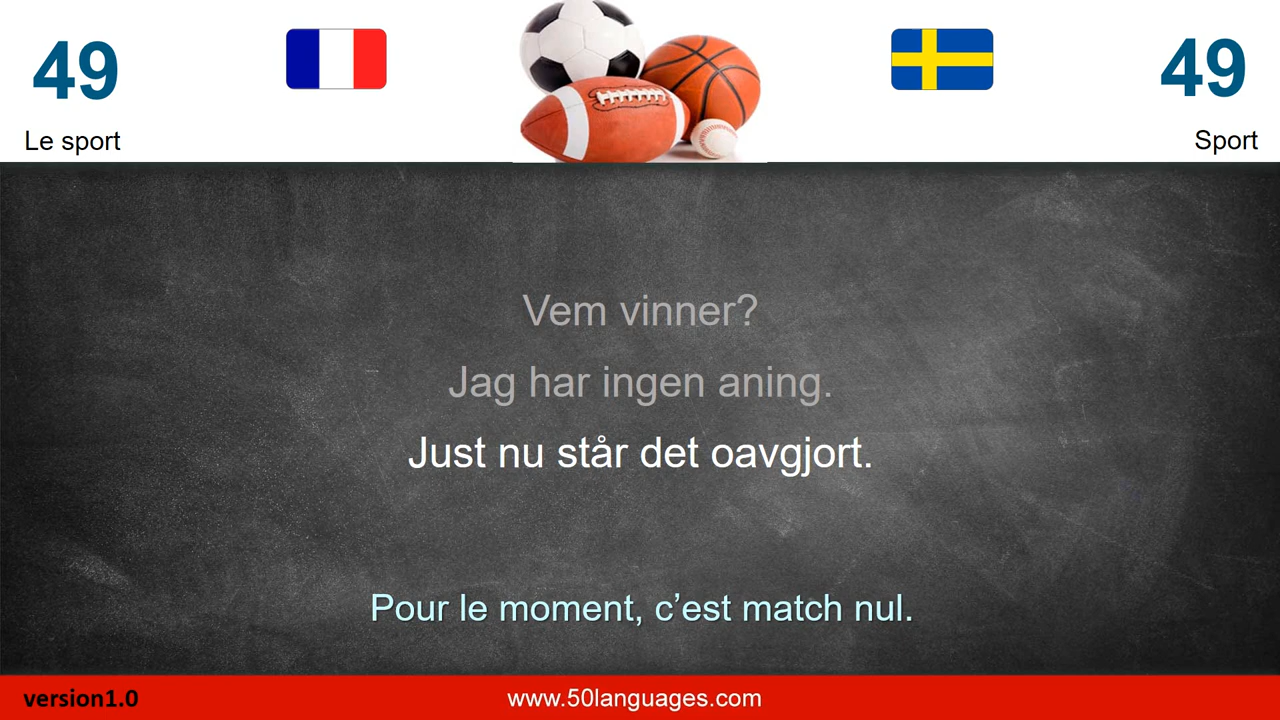 49
49
Le sport
Sport
Vem vinner?
Jag har ingen aning.
Just nu står det oavgjort.
Pour le moment, c’est match nul.
version1.0
www.50languages.com